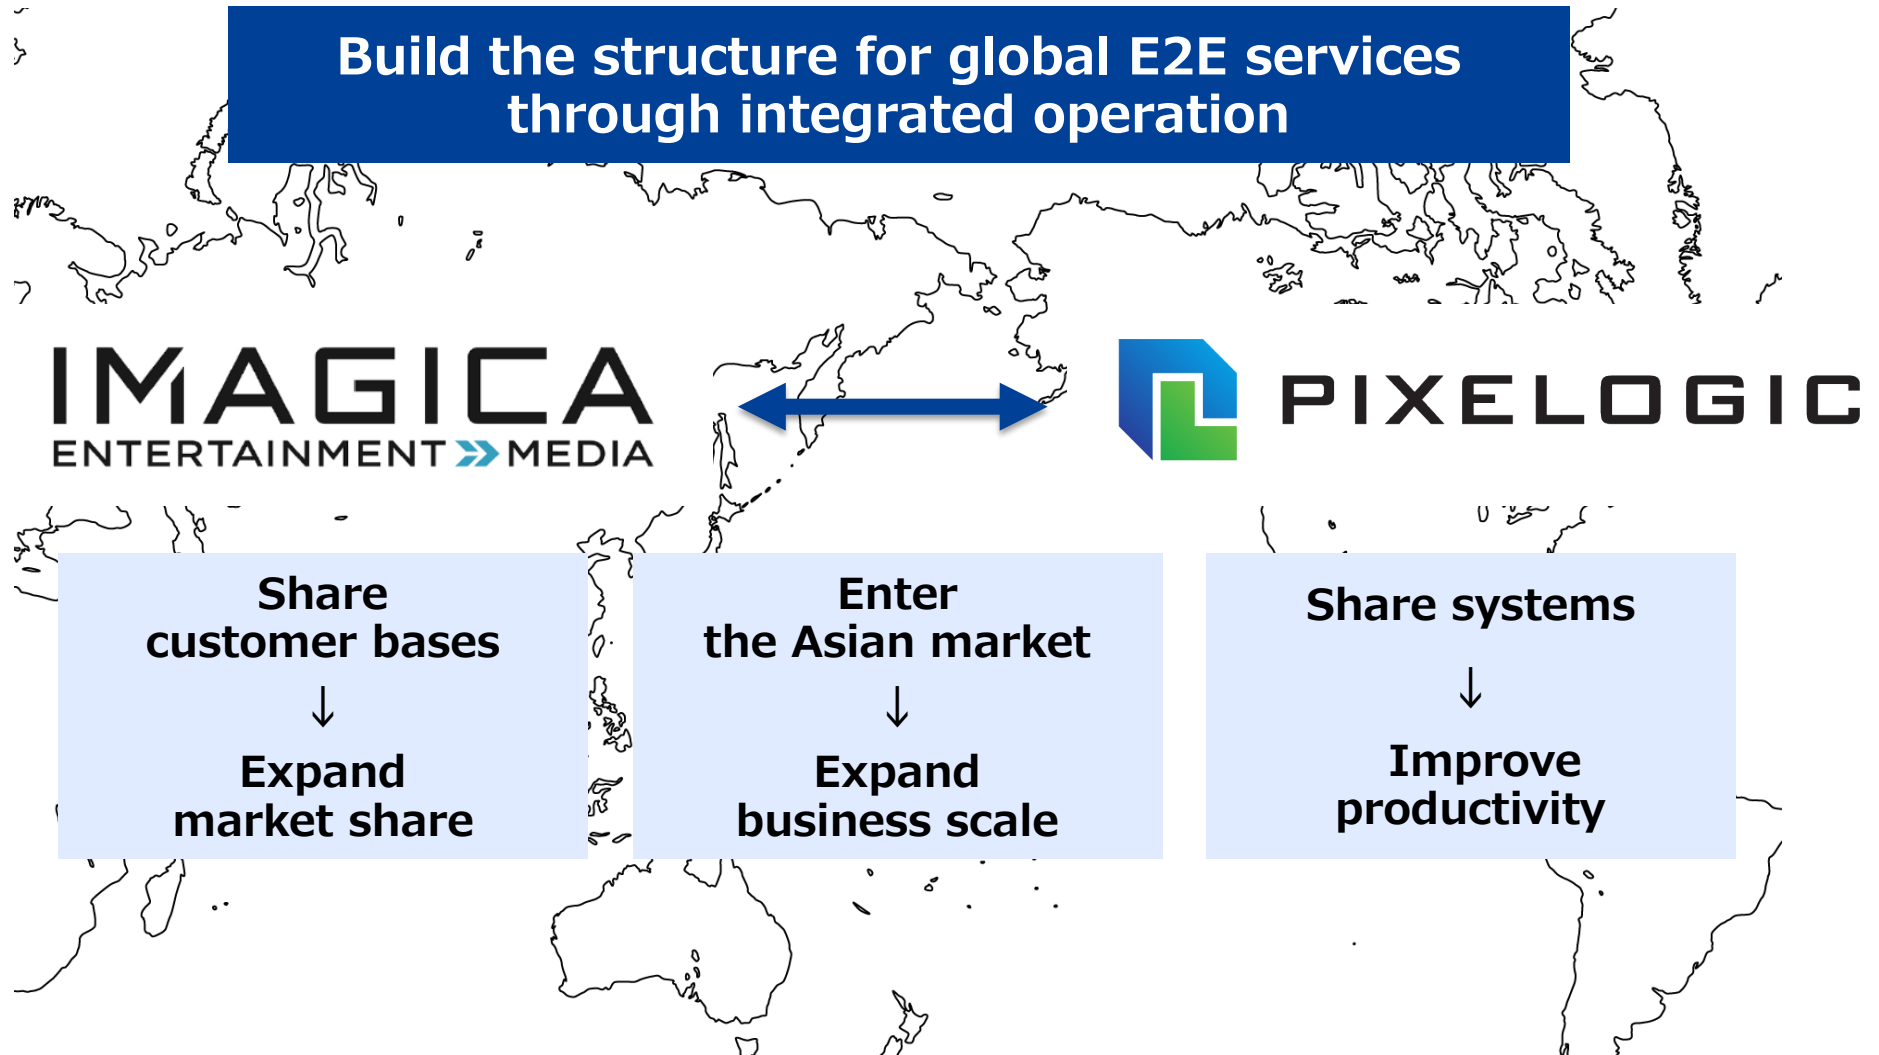 Build the structure for global E2E services
through integrated operation
IMAGICA
ENTERTAINMENT MEDIA
PIXELOGIC
Share
customer bases
↓
Expand
market share
Enter
the Asian market
↓
Expand
business scale
Share systems
↓
Improve
productivity